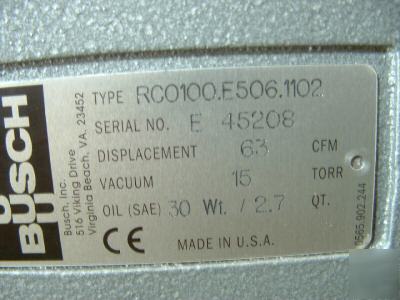 BUSCH
Busch, Inc.
516 Viking Drive
Virginia Beach, VA. 23452
TYPE RC0100.E506.1102
SERIAL NO. E 45208
DISPLACEMENT 63 CFM
VACUUM 15 TORR
OIL (SAE) 30 Wt. / 2.7 QT.
CE MADE IN U.S.A.
0565.902.244